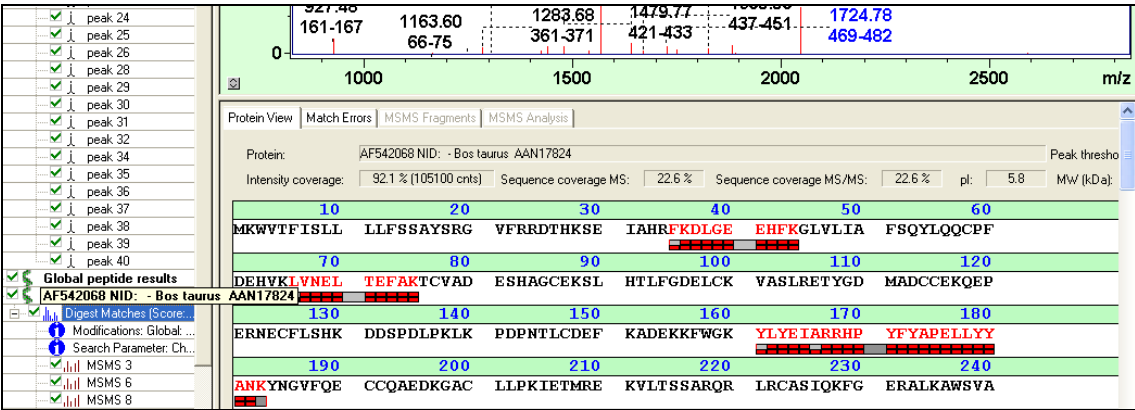 peak 24
peak 25
peak 26
peak 28
peak 29
peak 30
peak 31
peak 32
peak 34
peak 35
peak 36
peak 37
peak 38
peak 39
peak 40
Global peptide results
AF542068 NID: - Bos taurus AAN17824
Digest Matches (Score:...
Modifications: Global: ...
Search Parameter: Ch...
MSMS 3
MSMS 6
MSMS 8
927.48 1163.60 1283.68 1479.77 1724.78
161-167 66-75 361-371 421-433 437-451 469-482
0
1000 1500 2000 2500 m/z
Protein View Match Errors MSMS Fragments MSMS Analysis
Protein: AF542068 NID: - Bos taurus AAN17824 Peak thresho
Intensity coverage: 92.1 % (105100 cnts) Sequence coverage MS: 22.6 % Sequence coverage MS/MS: 22.6 % pI: 5.8 MW (kDa):
10 20 30 40 50 60
MKWVTFISLL LLFSSAYSRG VFRRDTHKSE IAHRFKDLGE EHFKGLVLIA FSQYLQQCPF
70 80 90 100 110 120
DEHVKLVNEL TEFAKTCVAD ESHAGCEKSL HTLFGDELCK VASLRETYGD MADCCEKQEP
130 140 150 160 170 180
ERNECFLSHK DDSPDLPKLK PDPNTLCDEF KADEKKFWGK YLYEIARRHP YFYAPELLYY
190 200 210 220 230 240
ANKYNGVFQE CCQAEDKGAC LLPKIETMRE KVLTSSARQR LRCASIQKFG ERALKAWSVA